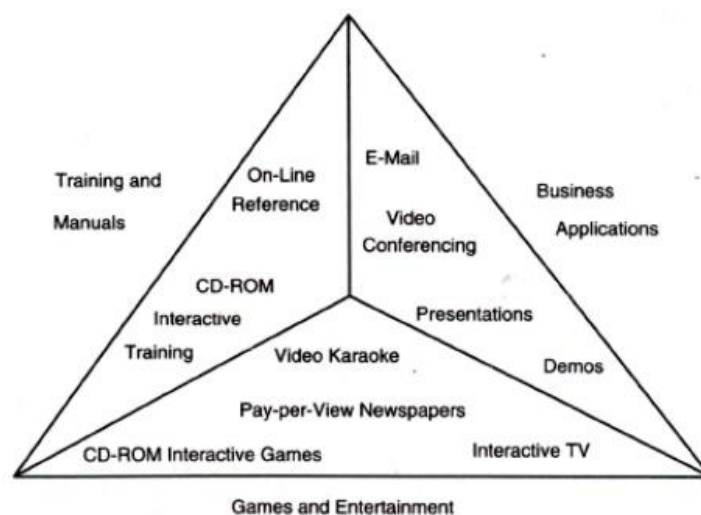 Training and
Manuals
On-Line
Reference
CD-ROM
Interactive
Training
E-Mail
Video
Conferencing
Presentations
Demos
Business
Applications
Video Karaoke
Pay-per-View Newspapers
CD-ROM Interactive Games
Interactive TV
Games and Entertainment